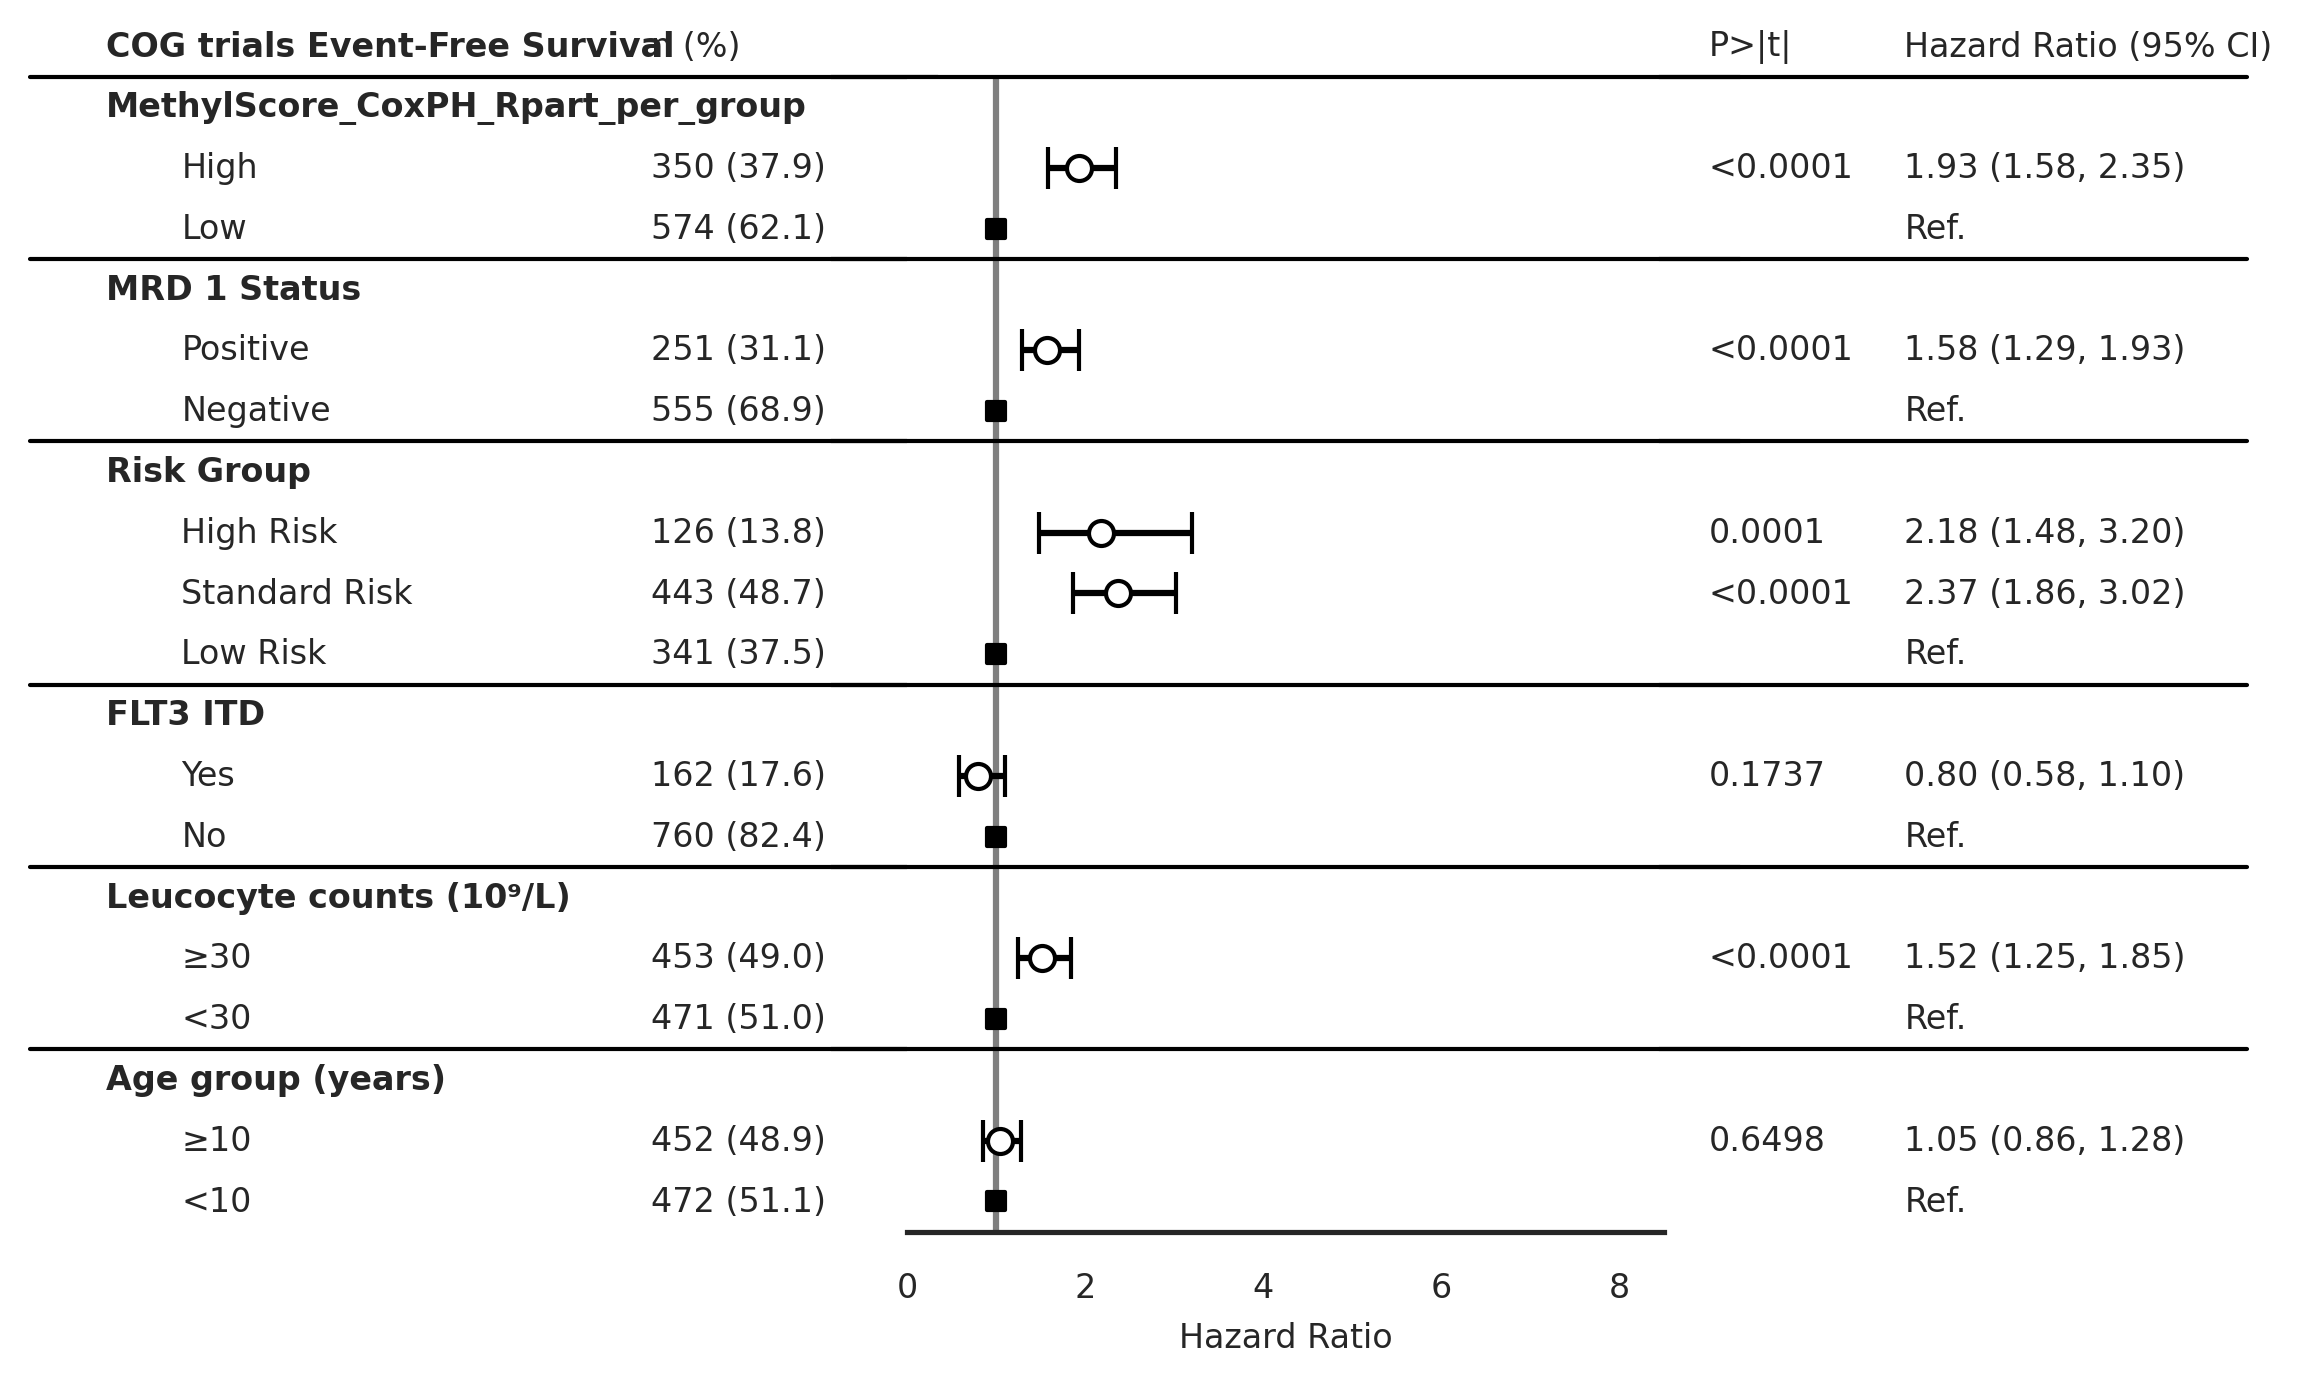 COG trials Event-Free Survival n (%) P>|t| Hazard Ratio (95% CI)
MethylScore_CoxPH_Rpart_per_group
High 350 (37.9) <0.0001 1.93 (1.58, 2.35)
Low 574 (62.1) Ref.
MRD 1 Status
Positive 251 (31.1) <0.0001 1.58 (1.29, 1.93)
Negative 555 (68.9) Ref.
Risk Group
High Risk 126 (13.8) 0.0001 2.18 (1.48, 3.20)
Standard Risk 443 (48.7) <0.0001 2.37 (1.86, 3.02)
Low Risk 341 (37.5) Ref.
FLT3 ITD
Yes 162 (17.6) 0.1737 0.80 (0.58, 1.10)
No 760 (82.4) Ref.
Leucocyte counts (10⁹/L)
≥30 453 (49.0) <0.0001 1.52 (1.25, 1.85)
<30 471 (51.0) Ref.
Age group (years)
≥10 452 (48.9) 0.6498 1.05 (0.86, 1.28)
<10 472 (51.1) Ref.
0 2 4 6 8
Hazard Ratio